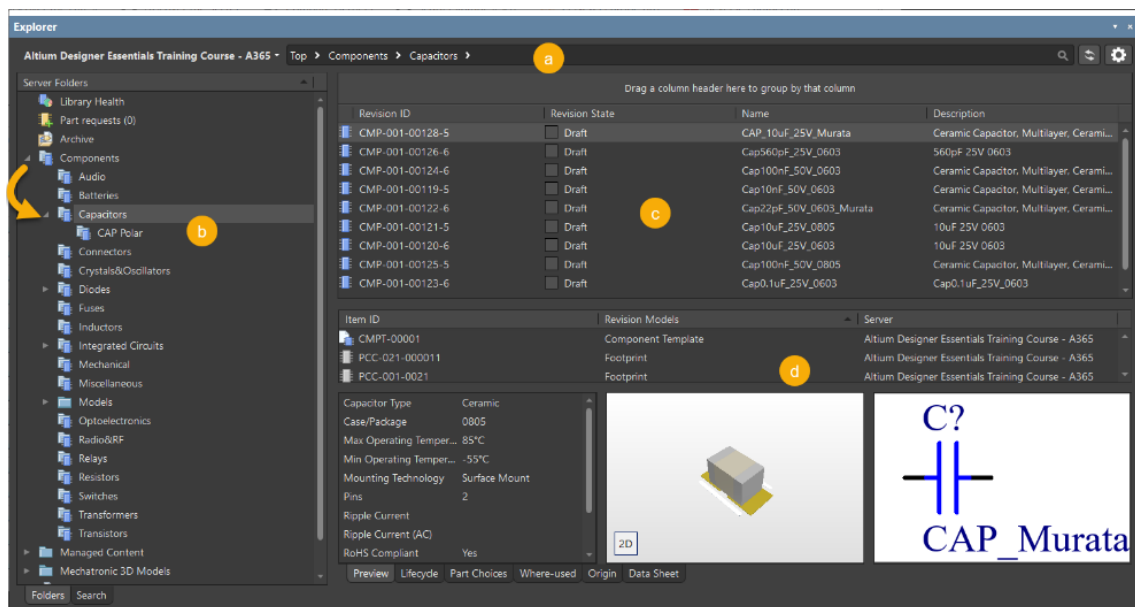 Explorer
Altium Designer Essentials Training Course - A365 Top > Components > Capacitors >
a
Server Folders
Library Health
Part requests (0)
Archive
Components
Audio
Batteries
Capacitors
b
CAP Polar
Connectors
Crystals&Oscillators
Diodes
Fuses
Inductors
Integrated Circuits
Mechanical
Miscellaneous
Models
Optoelectronics
Radio&RF
Relays
Resistors
Switches
Transformers
Transistors
Managed Content
Mechatronic 3D Models
Folders Search
Drag a column header here to group by that column
Revision ID Revision State Name Description
CMP-001-00128-5 Draft CAP_10uF_25V_Murata Ceramic Capacitor, Multilayer, Cerami...
CMP-001-00126-6 Draft Cap560pF_25V_0603 560pF 25V 0603
CMP-001-00124-6 Draft Cap100nF_50V_0603 Ceramic Capacitor, Multilayer, Cerami...
CMP-001-00119-5 Draft Cap10nF_50V_0603 Ceramic Capacitor, Multilayer, Cerami...
CMP-001-00122-6 Draft Cap22pF_50V_0603_Murata Ceramic Capacitor, Multilayer, Cerami...
c
CMP-001-00121-5 Draft Cap10uF_25V_0805 10uF 25V 0603
CMP-001-00120-6 Draft Cap10uF_25V_0603 10uF 25V 0603
CMP-001-00125-5 Draft Cap100nF_50V_0805 Ceramic Capacitor, Multilayer, Cerami...
CMP-001-00123-6 Draft Cap0.1uF_25V_0603 Cap0.1uF_25V_0603
Item ID Revision Models Server
CMPT-00001 Component Template Altium Designer Essentials Training Course - A365
PCC-021-000011 Footprint Altium Designer Essentials Training Course - A365
d
PCC-001-0021 Footprint Altium Designer Essentials Training Course - A365
Capacitor Type Ceramic
Case/Package 0805
Max Operating Temper... 85°C
Min Operating Temper... -55°C
Mounting Technology Surface Mount
Pins 2
Ripple Current
Ripple Current (AC)
RoHS Compliant Yes
2D
C?
CAP_Murata
Preview Lifecycle Part Choices Where-used Origin Data Sheet